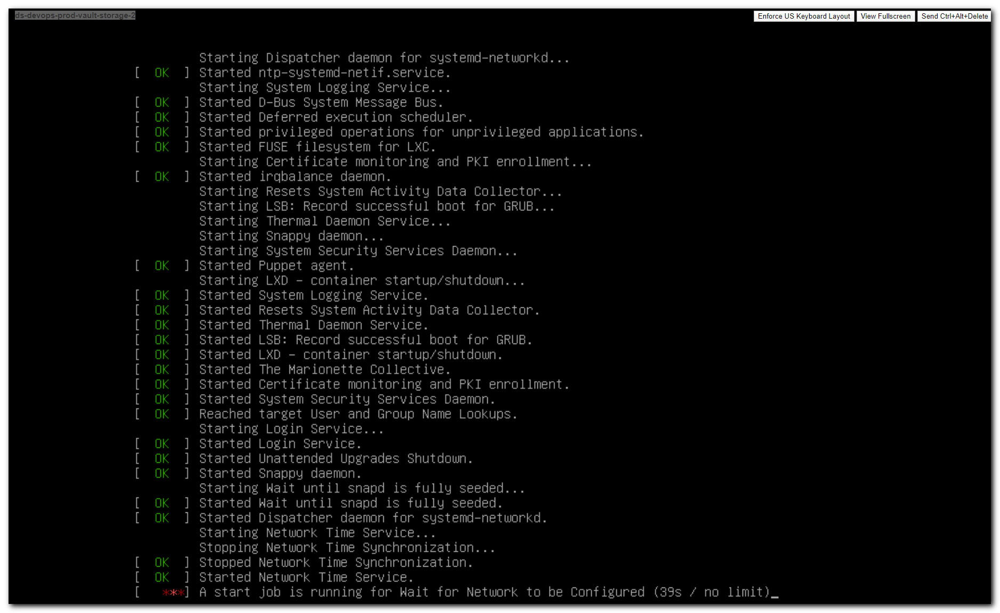 ds-devops-prod-vault-storage-2
Enforce US Keyboard Layout View Fullscreen Send Ctrl+Alt+Delete
Starting Dispatcher daemon for systemd-networkd...
[ OK ] Started ntp-systemd-netif.service.
Starting System Logging Service...
[ OK ] Started D-Bus System Message Bus.
[ OK ] Started Deferred execution scheduler.
[ OK ] Started privileged operations for unprivileged applications.
[ OK ] Started FUSE filesystem for LXC.
Starting Certificate monitoring and PKI enrollment...
[ OK ] Started irqbalance daemon.
Starting Resets System Activity Data Collector...
Starting LSB: Record successful boot for GRUB...
Starting Thermal Daemon Service...
Starting Snappy daemon...
Starting System Security Services Daemon...
[ OK ] Started Puppet agent.
Starting LXD - container startup/shutdown...
[ OK ] Started System Logging Service.
[ OK ] Started Resets System Activity Data Collector.
[ OK ] Started Thermal Daemon Service.
[ OK ] Started LSB: Record successful boot for GRUB.
[ OK ] Started LXD - container startup/shutdown.
[ OK ] Started The Marionette Collective.
[ OK ] Started Certificate monitoring and PKI enrollment.
[ OK ] Started System Security Services Daemon.
[ OK ] Reached target User and Group Name Lookups.
Starting Login Service...
[ OK ] Started Login Service.
[ OK ] Started Unattended Upgrades Shutdown.
[ OK ] Started Snappy daemon.
Starting Wait until snapd is fully seeded...
[ OK ] Started Wait until snapd is fully seeded.
[ OK ] Started Dispatcher daemon for systemd-networkd.
Starting Network Time Service...
Stopping Network Time Synchronization...
[ OK ] Stopped Network Time Synchronization.
[ OK ] Started Network Time Service.
[ ***] A start job is running for Wait for Network to be Configured (39s / no limit)_